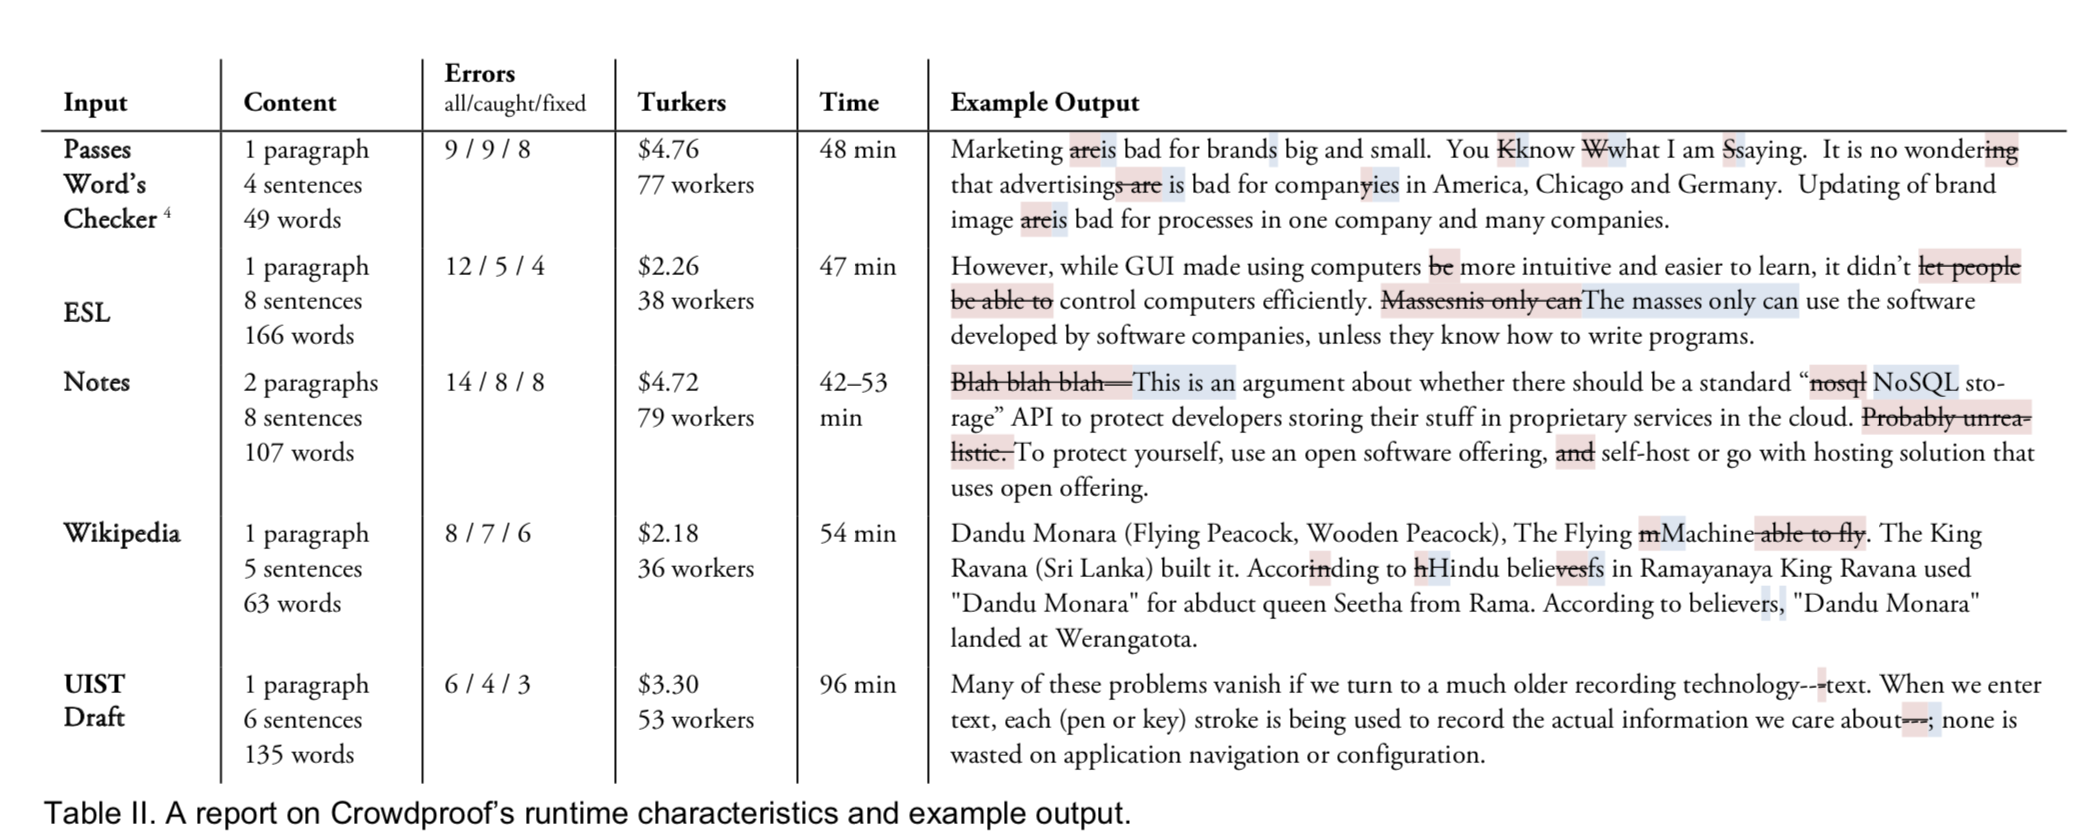 Errors
Input Content all/caught/fixed Turkers Time Example Output
Passes 1 paragraph 9 / 9 / 8 $4.76 48 min Marketing areis bad for brands big and small. You Kknow Wwhat I am Ssaying. It is no wondering
Word's 4 sentences 77 workers that advertisings are is bad for companyies in America, Chicago and Germany. Updating of brand
Checker 4 49 words image areis bad for processes in one company and many companies.
1 paragraph 12 / 5 / 4 $2.26 47 min However, while GUI made using computers be more intuitive and easier to learn, it didn't let people
ESL 8 sentences 38 workers be able to control computers efficiently. Massesnis only canThe masses only can use the software
166 words developed by software companies, unless they know how to write programs.
Notes 2 paragraphs 14 / 8 / 8 $4.72 42–53 Blah blah blah—This is an argument about whether there should be a standard “nosql NoSQL sto-
8 sentences 79 workers min rage” API to protect developers storing their stuff in proprietary services in the cloud. Probably unrea-
107 words listic. To protect yourself, use an open software offering, and self-host or go with hosting solution that
uses open offering.
Wikipedia 1 paragraph 8 / 7 / 6 $2.18 54 min Dandu Monara (Flying Peacock, Wooden Peacock), The Flying mMachine able to fly. The King
5 sentences 36 workers Ravana (Sri Lanka) built it. Accorinding to hHindu believesfs in Ramayanaya King Ravana used
63 words "Dandu Monara" for abduct queen Seetha from Rama. According to believers, "Dandu Monara"
landed at Werangatota.
UIST 1 paragraph 6 / 4 / 3 $3.30 96 min Many of these problems vanish if we turn to a much older recording technology---text. When we enter
Draft 6 sentences 53 workers text, each (pen or key) stroke is being used to record the actual information we care about---; none is
135 words wasted on application navigation or configuration.
Table II. A report on Crowdproof's runtime characteristics and example output.